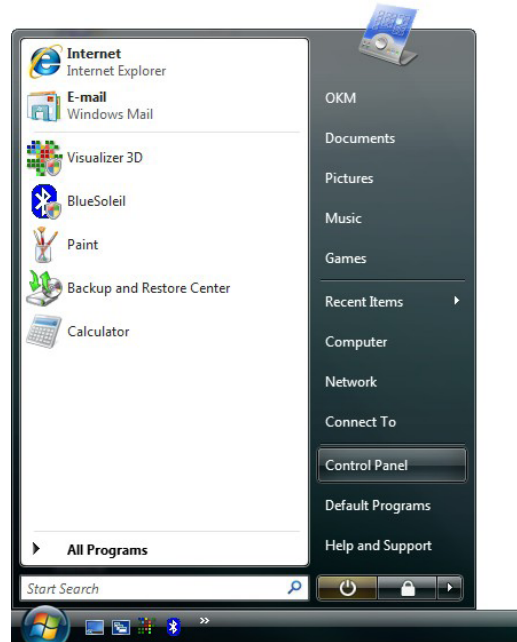 Internet
Internet Explorer
E-mail
Windows Mail
Visualizer 3D
BlueSoleil
Paint
Backup and Restore Center
Calculator
All Programs
Start Search
OKM
Documents
Pictures
Music
Games
Recent Items
Computer
Network
Connect To
Control Panel
Default Programs
Help and Support